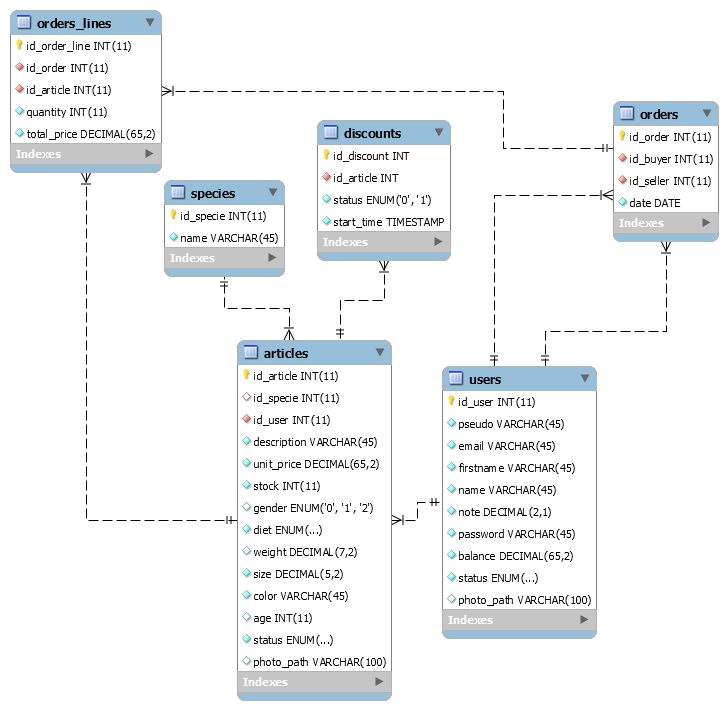 orders_lines
id_order_line INT(11)
id_order INT(11)
id_article INT(11)
quantity INT(11)
total_price DECIMAL(65,2)
Indexes
species
id_specie INT(11)
name VARCHAR(45)
Indexes
discounts
id_discount INT
id_article INT
status ENUM('0', '1')
start_time TIMESTAMP
Indexes
orders
id_order INT(11)
id_buyer INT(11)
id_seller INT(11)
date DATE
Indexes
articles
id_article INT(11)
id_specie INT(11)
id_user INT(11)
description VARCHAR(45)
unit_price DECIMAL(65,2)
stock INT(11)
gender ENUM('0', '1', '2')
diet ENUM(...)
weight DECIMAL(7,2)
size DECIMAL(5,2)
color VARCHAR(45)
age INT(11)
status ENUM(...)
photo_path VARCHAR(100)
Indexes
users
id_user INT(11)
pseudo VARCHAR(45)
email VARCHAR(45)
firstname VARCHAR(45)
name VARCHAR(45)
note DECIMAL(2,1)
password VARCHAR(45)
balance DECIMAL(65,2)
status ENUM(...)
photo_path VARCHAR(100)
Indexes